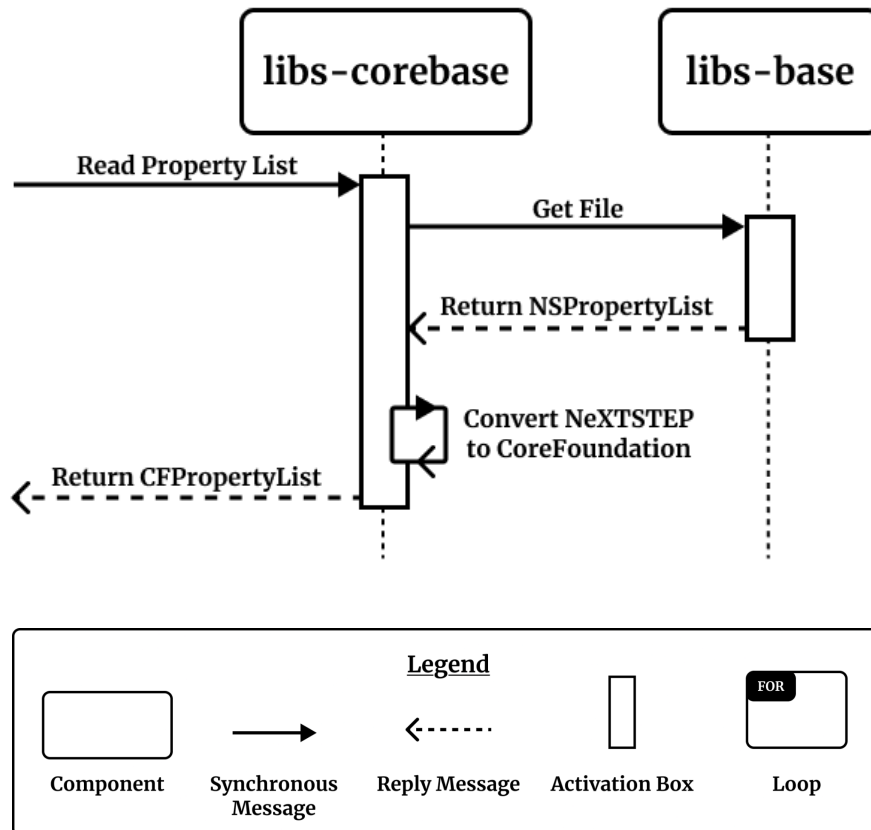 libs-corebase
libs-base
Read Property List
Get File
Return NSPropertyList
Convert NeXTSTEP
to CoreFoundation
Return CFPropertyList
Legend
FOR
Component
Synchronous
Message
Reply Message
Activation Box
Loop